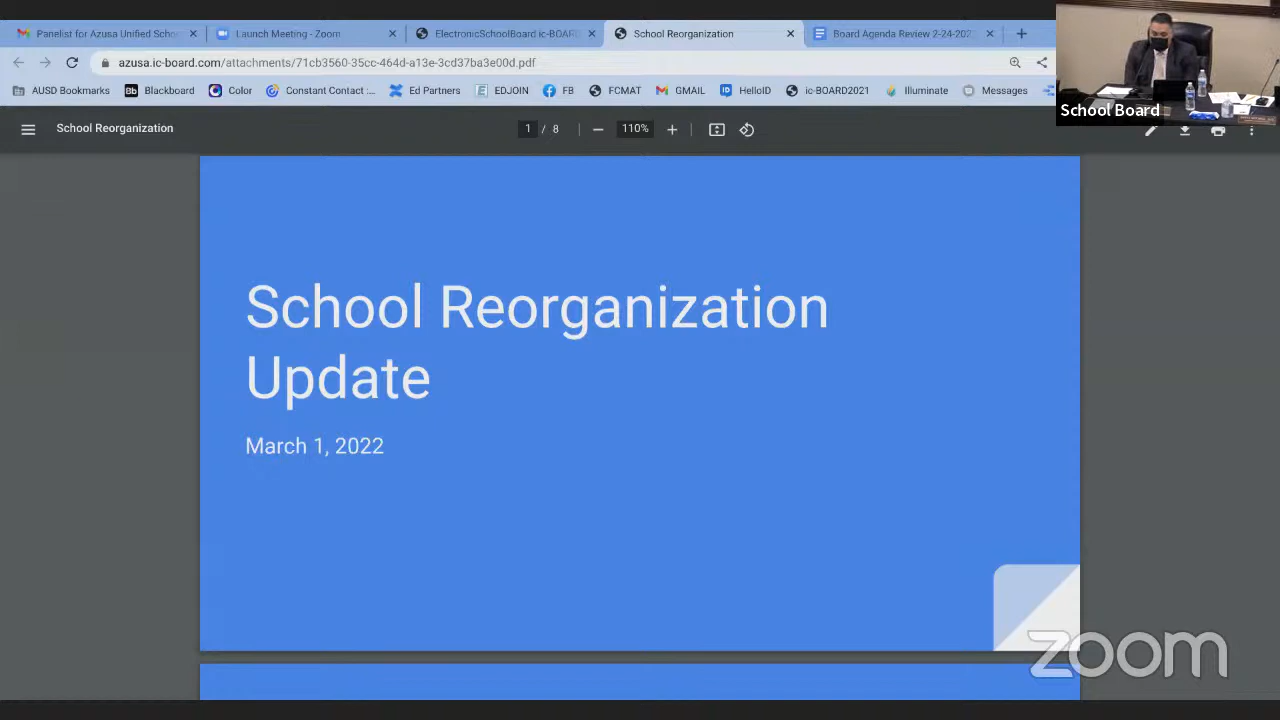 Panelist for Azusa Unified Schoo
Launch Meeting - Zoom
ElectronicSchoolBoard ic-BOARD
School Reorganization
Board Agenda Review 2-24-202
azusa.ic-board.com/attachments/71cb3560-35cc-464d-a13e-3cd37ba3e00d.pdf
AUSD Bookmarks
Blackboard
Color
Constant Contact :...
Ed Partners
EDJOIN
FB
FCMAT
GMAIL
HelloID
ic-BOARD2021
Illuminate
Messages
School Board
School Reorganization
1 / 8
110%
School Reorganization
Update
March 1, 2022
zoom